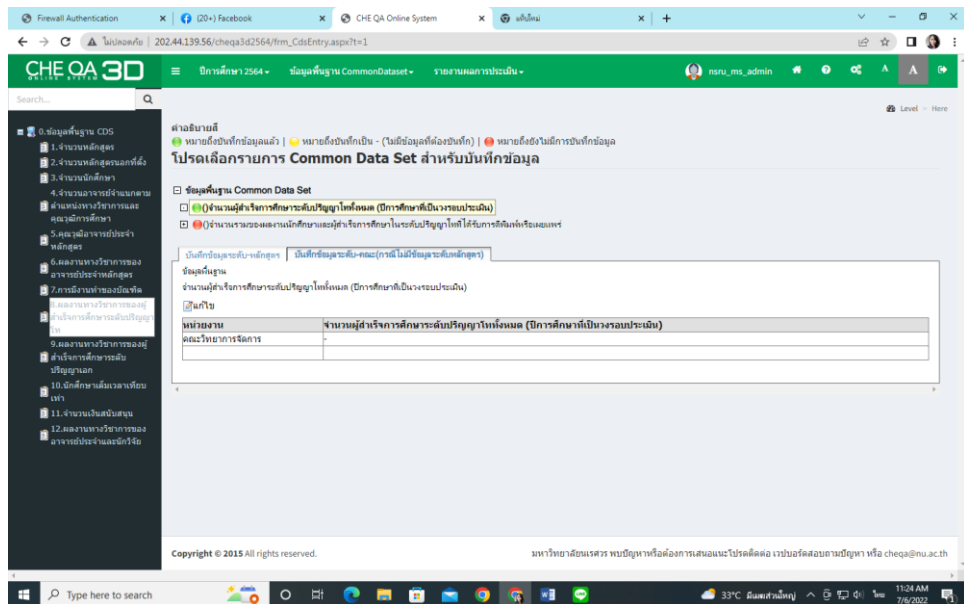 Firewall Authentication
(20+) Facebook
CHE QA Online System
แท็บใหม่
ไม่ปลอดภัย | 202.44.139.56/cheqa3d2564/frm_CdsEntry.aspx?t=1
CHE QA 3D
ONLINE SYSTEM
ปีการศึกษา 2564
ข้อมูลพื้นฐาน CommonDataset
รายงานผลการประเมิน
nsru_ms_admin
A
A
Search...
Level > Here
0.ข้อมูลพื้นฐาน CDS
1.จำนวนหลักสูตร
2.จำนวนหลักสูตรนอกที่ตั้ง
3.จำนวนนักศึกษา
4.จำนวนอาจารย์จำแนกตาม
ตำแหน่งทางวิชาการและ
คุณวุฒิการศึกษา
5.คุณวุฒิอาจารย์ประจำ
หลักสูตร
6.ผลงานทางวิชาการของ
อาจารย์ประจำหลักสูตร
7.การมีงานทำของบัณฑิต
8.ผลงานทางวิชาการของผู้
สำเร็จการศึกษาระดับปริญญา
โท
9.ผลงานทางวิชาการของผู้
สำเร็จการศึกษาระดับ
ปริญญาเอก
10.นักศึกษาเต็มเวลาเทียบ
เท่า
11.จำนวนเงินสนับสนุน
12.ผลงานทางวิชาการของ
อาจารย์ประจำและนักวิจัย
คำอธิบายสี
หมายถึงบันทึกข้อมูลแล้ว | หมายถึงบันทึกเป็น - (ไม่มีข้อมูลที่ต้องบันทึก) | หมายถึงยังไม่มีการบันทึกข้อมูล
โปรดเลือกรายการ Common Data Set สำหรับบันทึกข้อมูล
ข้อมูลพื้นฐาน Common Data Set
()จำนวนผู้สำเร็จการศึกษาระดับปริญญาโททั้งหมด (ปีการศึกษาที่เป็นวงรอบประเมิน)
()จำนวนรวมของผลงานนักศึกษาและผู้สำเร็จการศึกษาในระดับปริญญาโทที่ได้รับการตีพิมพ์หรือเผยแพร่
บันทึกข้อมูลระดับ-หลักสูตร
บันทึกข้อมูลระดับ-คณะ(กรณีไม่มีข้อมูลระดับหลักสูตร)
ข้อมูลพื้นฐาน
จำนวนผู้สำเร็จการศึกษาระดับปริญญาโททั้งหมด (ปีการศึกษาที่เป็นวงรอบประเมิน)
แก้ไข
หน่วยงาน จำนวนผู้สำเร็จการศึกษาระดับปริญญาโททั้งหมด (ปีการศึกษาที่เป็นวงรอบประเมิน)
คณะวิทยาการจัดการ -
Copyright © 2015 All rights reserved.
มหาวิทยาลัยนเรศวร พบปัญหาหรือต้องการเสนอแนะโปรดติดต่อ เวปบอร์ดสอบถามปัญหา หรือ cheqa@nu.ac.th
Type here to search
33°C มีแดดส่วนใหญ่
ไทย
11:24 AM
7/6/2022